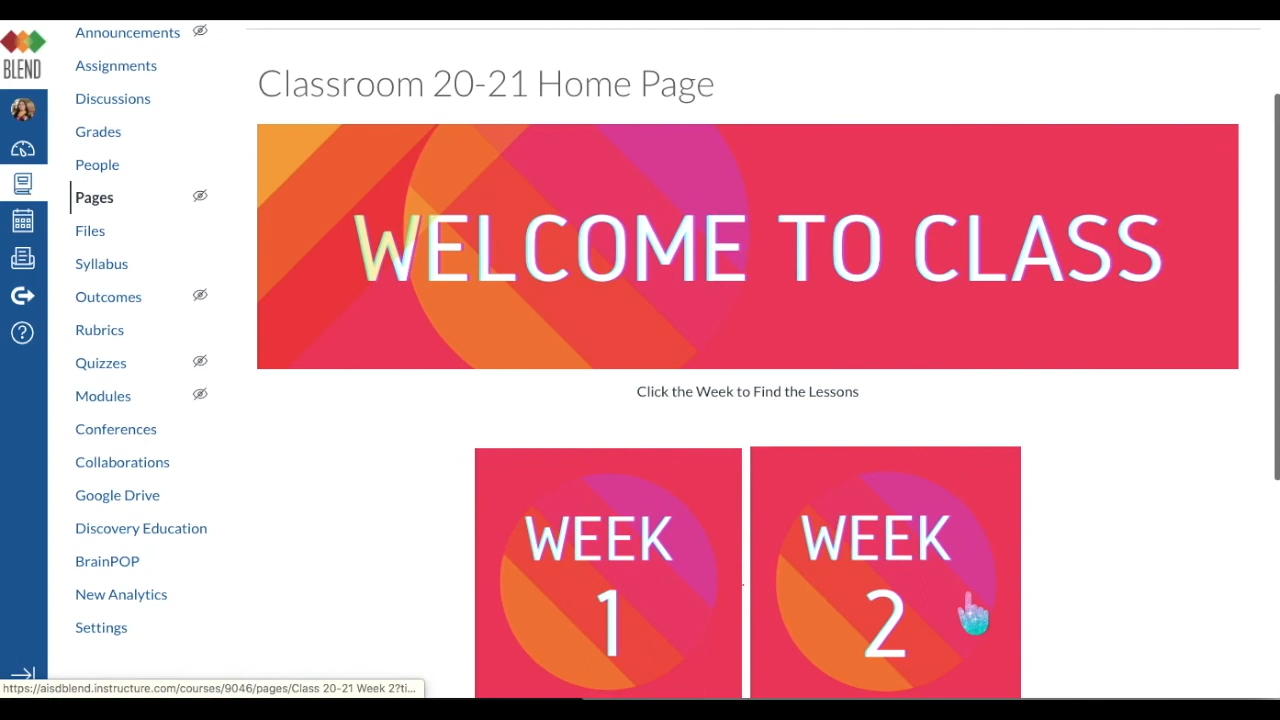 BLEND
Announcements
Assignments
Discussions
Grades
People
Pages
Files
Syllabus
Outcomes
Rubrics
Quizzes
Modules
Conferences
Collaborations
Google Drive
Discovery Education
BrainPOP
New Analytics
Settings
Classroom 20-21 Home Page
WELCOME TO CLASS
Click the Week to Find the Lessons
WEEK
1
.
WEEK
2
https://aisdblend.instructure.com/courses/9046/pages/Class 20-21 Week 2?ti...